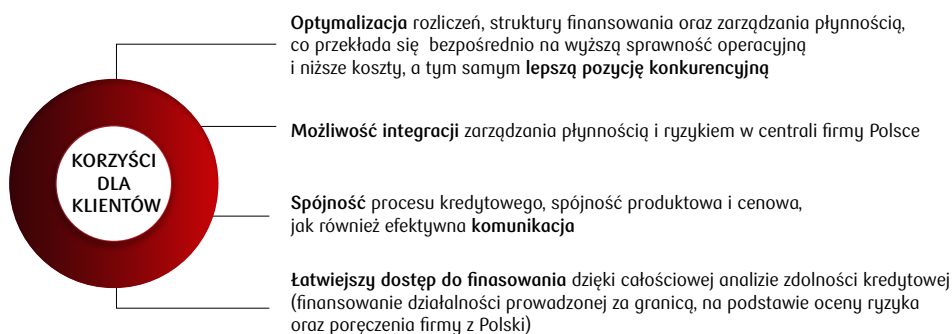 Optymalizacja rozliczeń, struktury finansowania oraz zarządzania płynnością,
co przekłada się bezpośrednio na wyższą sprawność operacyjną
i niższe koszty, a tym samym lepszą pozycję konkurencyjną
Możliwość integracji zarządzania płynnością i ryzykiem w centrali firmy Polsce
KORZYŚCI
DLA
KLIENTÓW
Spójność procesu kredytowego, spójność produktowa i cenowa,
jak również efektywna komunikacja
Łatwiejszy dostęp do finasowania dzięki całościowej analizie zdolności kredytowej
(finansowanie działalności prowadzonej za granicą, na podstawie oceny ryzyka
oraz poręczenia firmy z Polski)